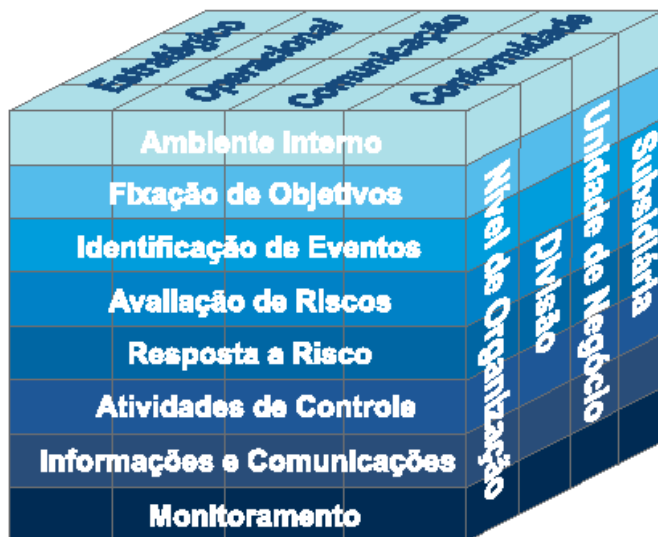 Estratégico
Operacional
Comunicação
Conformidade
Ambiente Interno
Fixação de Objetivos
Identificação de Eventos
Avaliação de Riscos
Resposta a Risco
Atividades de Controle
Informações e Comunicações
Monitoramento
Nível de Organização
Divisão
Unidade de Negócio
Subsidiária